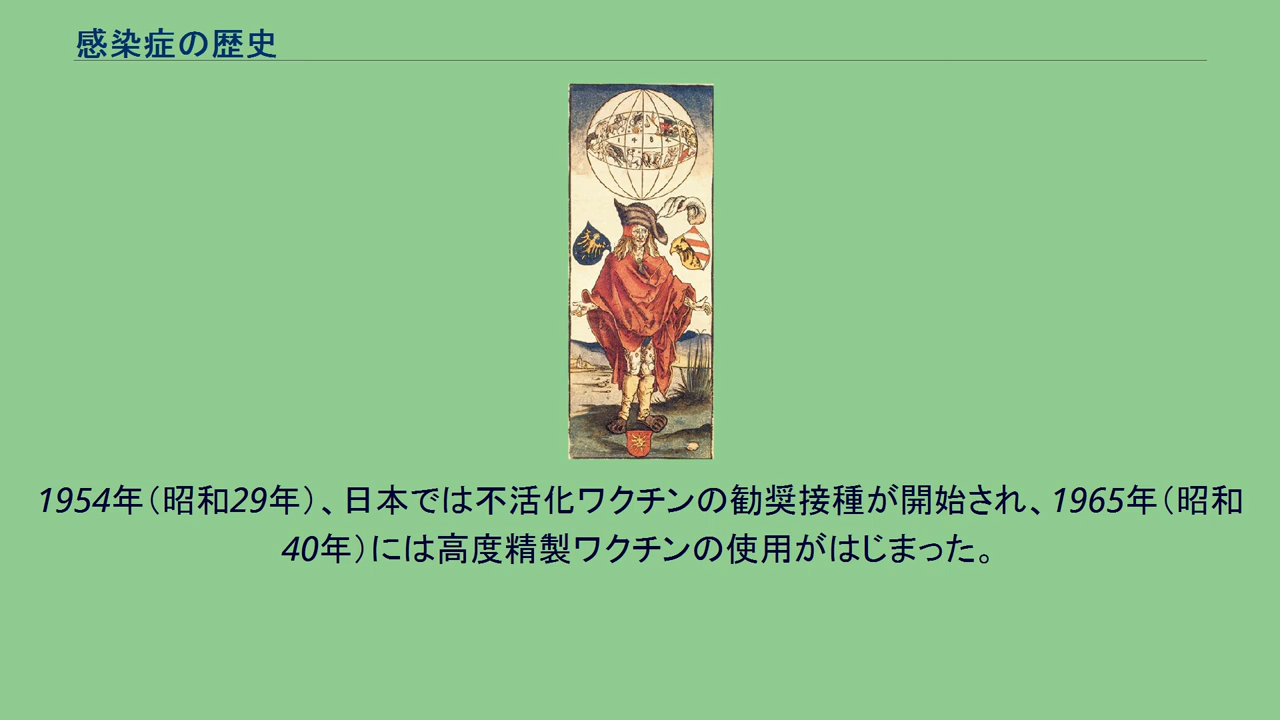 感染症の歴史
1484
1954年（昭和29年）、日本では不活化ワクチンの勧奨接種が開始され、1965年（昭和
40年）には高度精製ワクチンの使用がはじまった。